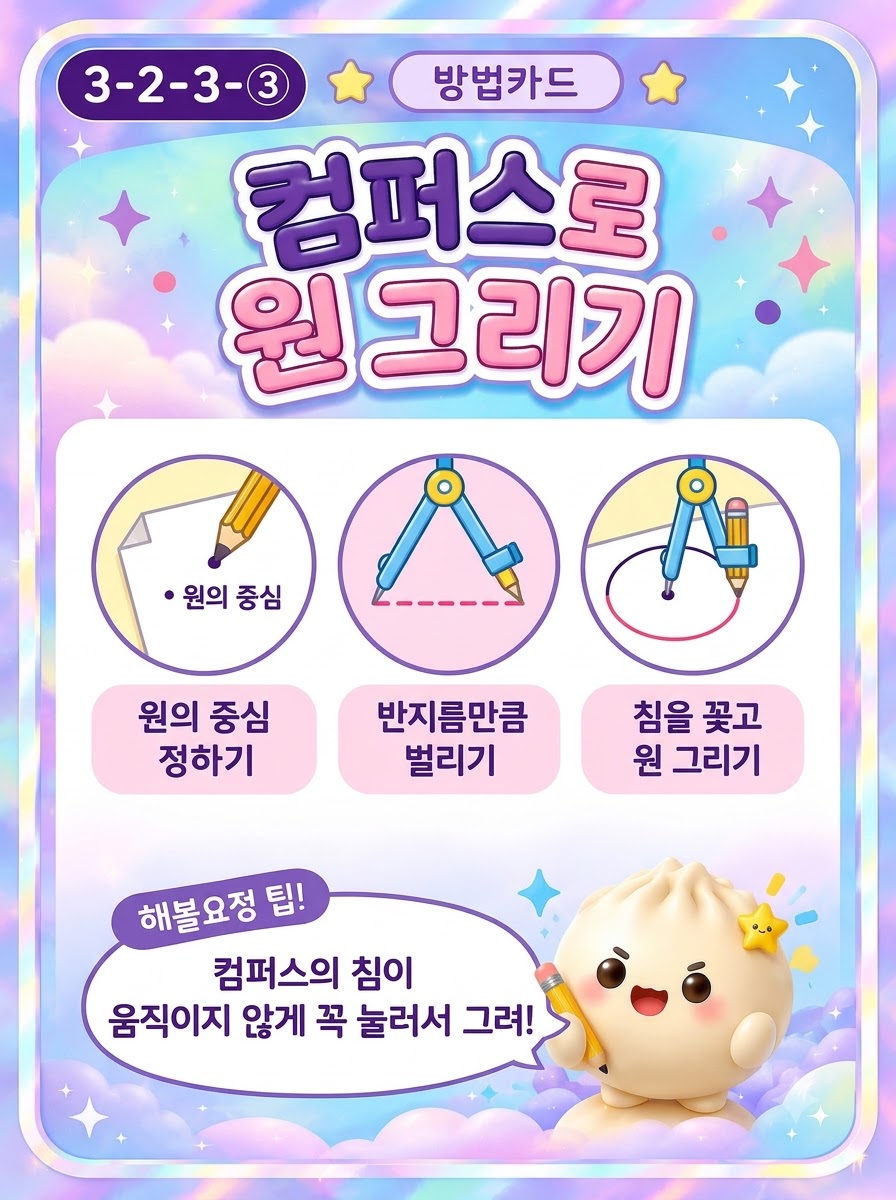 3-2-3-③
방법카드
컴퍼스로
원 그리기
• 원의 중심
원의 중심
정하기
반지름만큼
벌리기
침을 꽃고
원 그리기
해볼요정 팁!
컴퍼스의 침이
움직이지 않게 꼭 눌러서 그려!